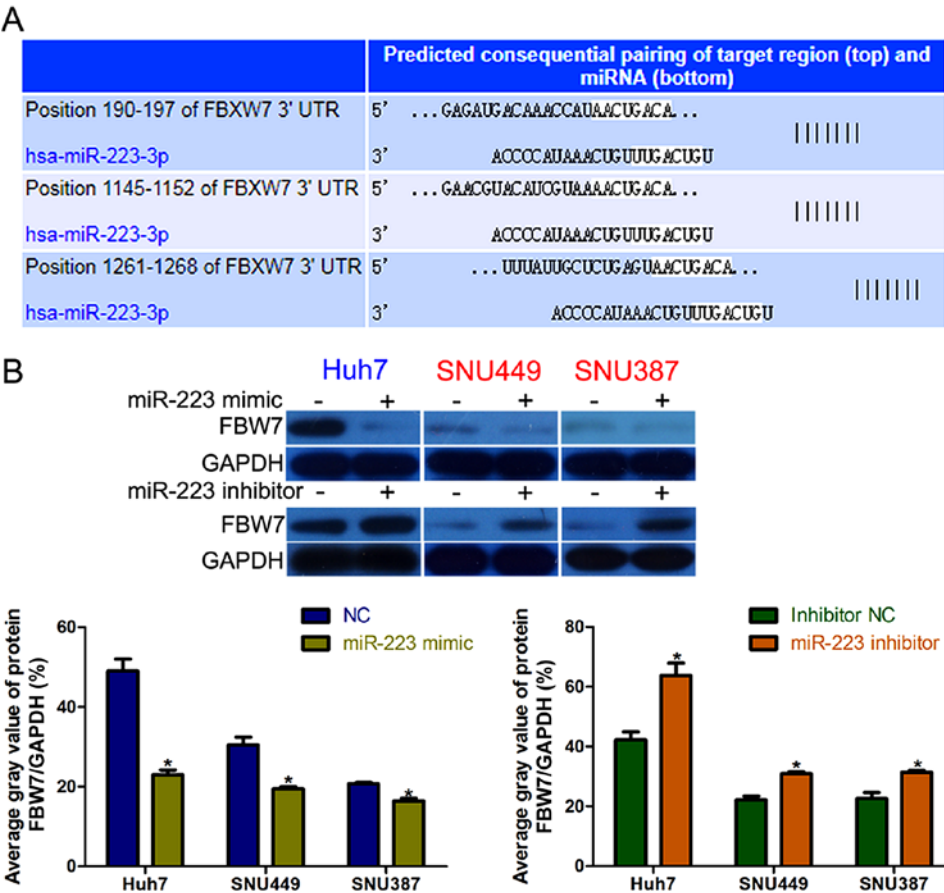 A
Predicted consequential pairing of target region (top) and
miRNA (bottom)
Position 190-197 of FBXW7 3' UTR 5' ...GAGAUGACAAACCAUAACUGACA...
hsa-miR-223-3p 3' ACCCCAUAAACUGUUUGACUGU
Position 1145-1152 of FBXW7 3' UTR 5' ...GAACGUACAUCGUAAAACUGACA...
hsa-miR-223-3p 3' ACCCCAUAAACUGUUUGACUGU
Position 1261-1268 of FBXW7 3' UTR 5' ...UUUAUUGCUCUGAGUAACUGACA...
hsa-miR-223-3p 3' ACCCCAUAAACUGUUUGACUGU
B
Huh7 SNU449 SNU387
miR-223 mimic - + - + - +
FBW7
GAPDH
miR-223 inhibitor - + - + - +
FBW7
GAPDH
Average gray value of protein
FBW7/GAPDH (%)
NC
miR-223 mimic
60
40
20
0
* * *
Huh7 SNU449 SNU387
Average gray value of protein
FBW7/GAPDH (%)
Inhibitor NC
miR-223 inhibitor
80
60
40
20
0
* * *
Huh7 SNU449 SNU387